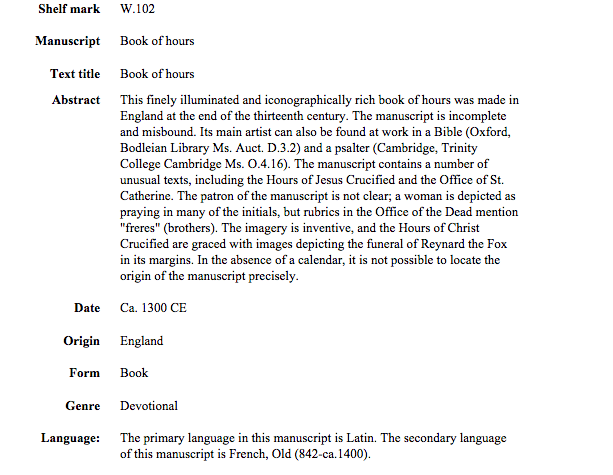 Shelf mark W.102
Manuscript Book of hours
Text title Book of hours
Abstract This finely illuminated and iconographically rich book of hours was made in
England at the end of the thirteenth century. The manuscript is incomplete
and misbound. Its main artist can also be found at work in a Bible (Oxford,
Bodleian Library Ms. Auct. D.3.2) and a psalter (Cambridge, Trinity
College Cambridge Ms. O.4.16). The manuscript contains a number of
unusual texts, including the Hours of Jesus Crucified and the Office of St.
Catherine. The patron of the manuscript is not clear; a woman is depicted as
praying in many of the initials, but rubrics in the Office of the Dead mention
"freres" (brothers). The imagery is inventive, and the Hours of Christ
Crucified are graced with images depicting the funeral of Reynard the Fox
in its margins. In the absence of a calendar, it is not possible to locate the
origin of the manuscript precisely.
Date Ca. 1300 CE
Origin England
Form Book
Genre Devotional
Language: The primary language in this manuscript is Latin. The secondary language
of this manuscript is French, Old (842-ca.1400).